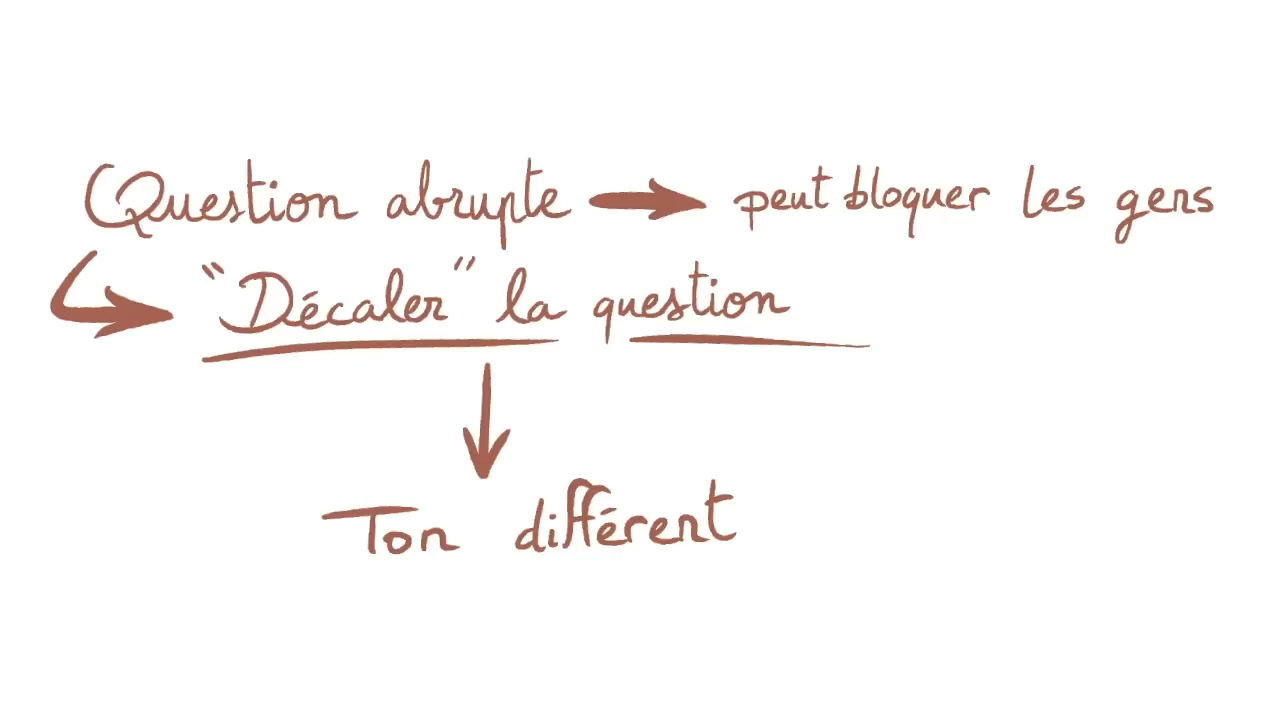 Question abrupte → peut bloquer les gens
"Décaler" la question
Ton différent